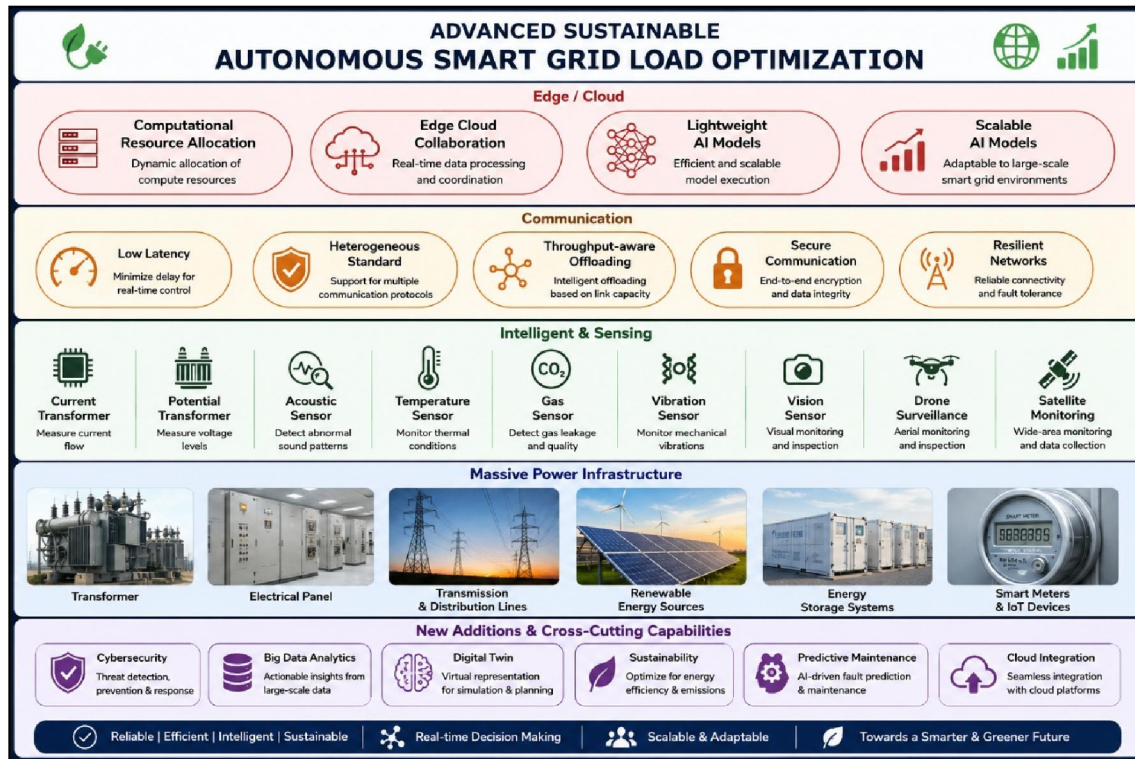 ADVANCED SUSTAINABLE
AUTONOMOUS SMART GRID LOAD OPTIMIZATION
Edge / Cloud
Computational
Resource Allocation
Dynamic allocation of
compute resources
Edge Cloud
Collaboration
Real-time data processing
and coordination
Lightweight
AI Models
Efficient and scalable
model execution
Scalable
AI Models
Adaptable to large-scale
smart grid environments
Communication
Low Latency
Minimize delay for
real-time control
Heterogeneous
Standard
Support for multiple
communication protocols
Throughput-aware
Offloading
Intelligent offloading
based on link capacity
Secure
Communication
End-to-end encryption
and data integrity
Resilient
Networks
Reliable connectivity
and fault tolerance
Intelligent & Sensing
Current
Transformer
Measure current
flow
Potential
Transformer
Measure voltage
levels
Acoustic
Sensor
Detect abnormal
sound patterns
Temperature
Sensor
Monitor thermal
conditions
CO₂
Gas
Sensor
Detect gas leakage
and quality
Vibration
Sensor
Monitor mechanical
vibrations
Vision
Sensor
Visual monitoring
and inspection
Drone
Surveillance
Aerial monitoring
and inspection
Satellite
Monitoring
Wide-area monitoring
and data collection
Massive Power Infrastructure
Transformer
Electrical Panel
Transmission
& Distribution Lines
Renewable
Energy Sources
Energy
Storage Systems
SMART METER
Smart Meters
& IoT Devices
New Additions & Cross-Cutting Capabilities
Cybersecurity
Threat detection,
prevention & response
Big Data Analytics
Actionable insights from
large-scale data
Digital Twin
Virtual representation
for simulation & planning
Sustainability
Optimize for energy
efficiency & emissions
Predictive Maintenance
AI-driven fault prediction
& maintenance
Cloud Integration
Seamless integration
with cloud platforms
Reliable | Efficient | Intelligent | Sustainable
Real-time Decision Making
Scalable & Adaptable
Towards a Smarter & Greener Future